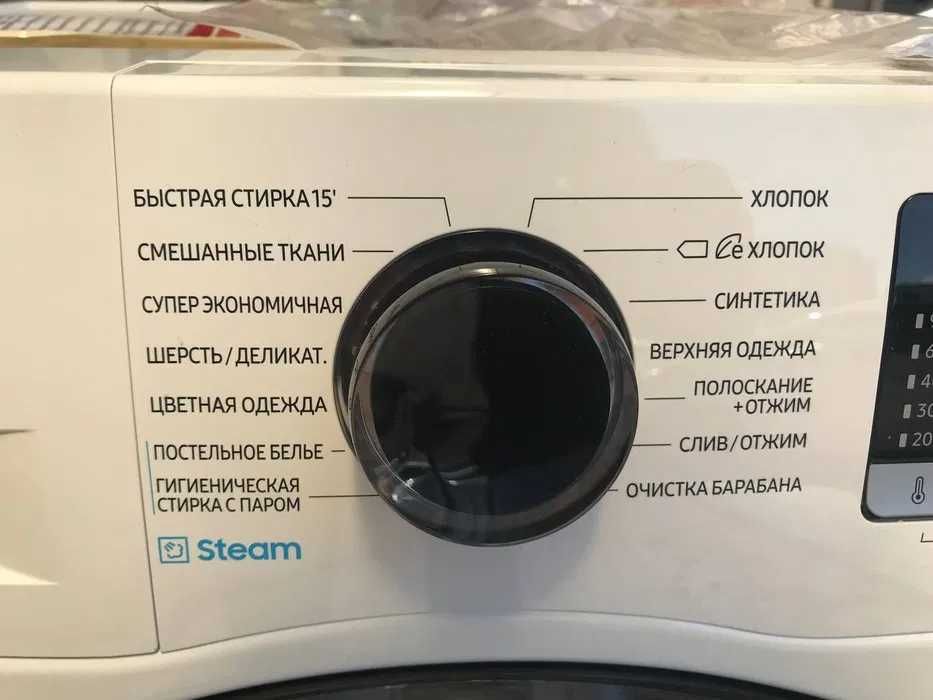 БЫСТРАЯ СТИРКА 15'
СМЕШАННЫЕ ТКАНИ
СУПЕР ЭКОНОМИЧНАЯ
ШЕРСТЬ / ДЕЛИКАТ.
ЦВЕТНАЯ ОДЕЖДА
ПОСТЕЛЬНОЕ БЕЛЬЕ
ГИГИЕНИЧЕСКАЯ
СТИРКА С ПАРОМ
Steam
ХЛОПОК
e ХЛОПОК
СИНТЕТИКА
ВЕРХНЯЯ ОДЕЖДА
ПОЛОСКАНИЕ
+ОТЖИМ
СЛИВ / ОТЖИМ
ОЧИСТКА БАРАБАНА
20